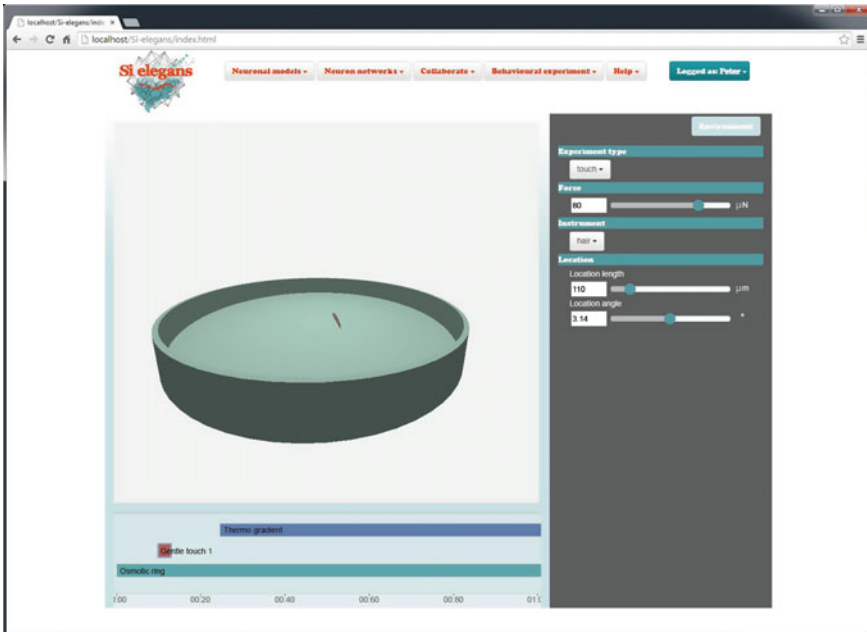 localhost/Si-elegans/inde ×
localhost/Si-elegans/index.html
Si elegans
Neuronal models
Neuron networks
Collaborate
Behavioural experiment
Help
Logged as: Peter
Environment
Experiment type
touch
Force
80
µN
Instrument
hair
Location
Location length
110
µm
Location angle
3.14
°
Thermo gradient
Gentle touch 1
Osmotic ring
00:20
00:40
00:60
00:80